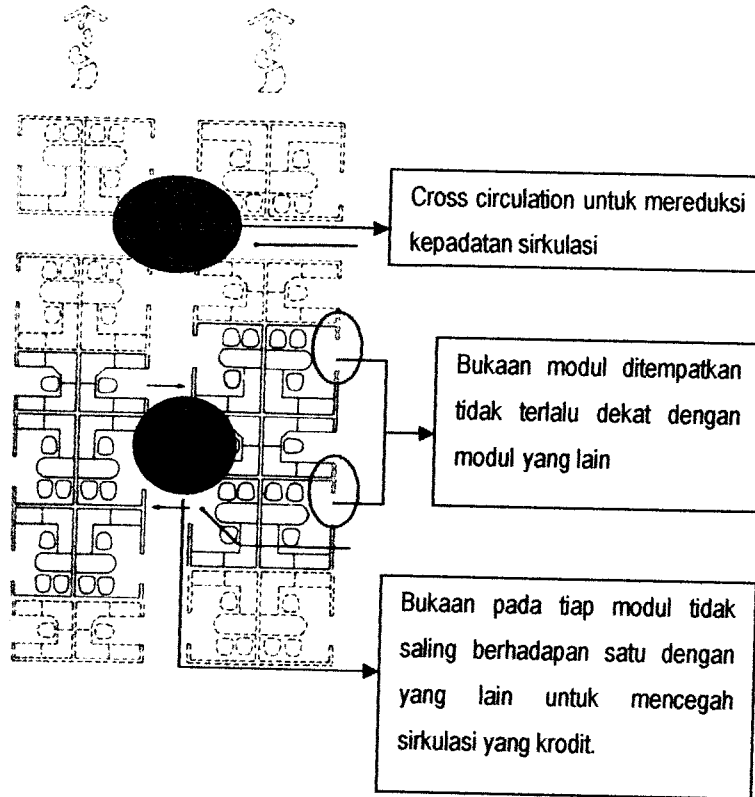 Cross circulation untuk mereduksi
kepadatan sirkulasi
Bukaan modul ditempatkan
tidak terlalu dekat dengan
modul yang lain
Bukaan pada tiap modul tidak
saling berhadapan satu dengan
yang lain untuk mencegah
sirkulasi yang krodit.